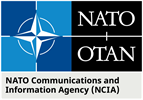 NATO
OTAN
NATO Communications and
Information Agency (NCIA)